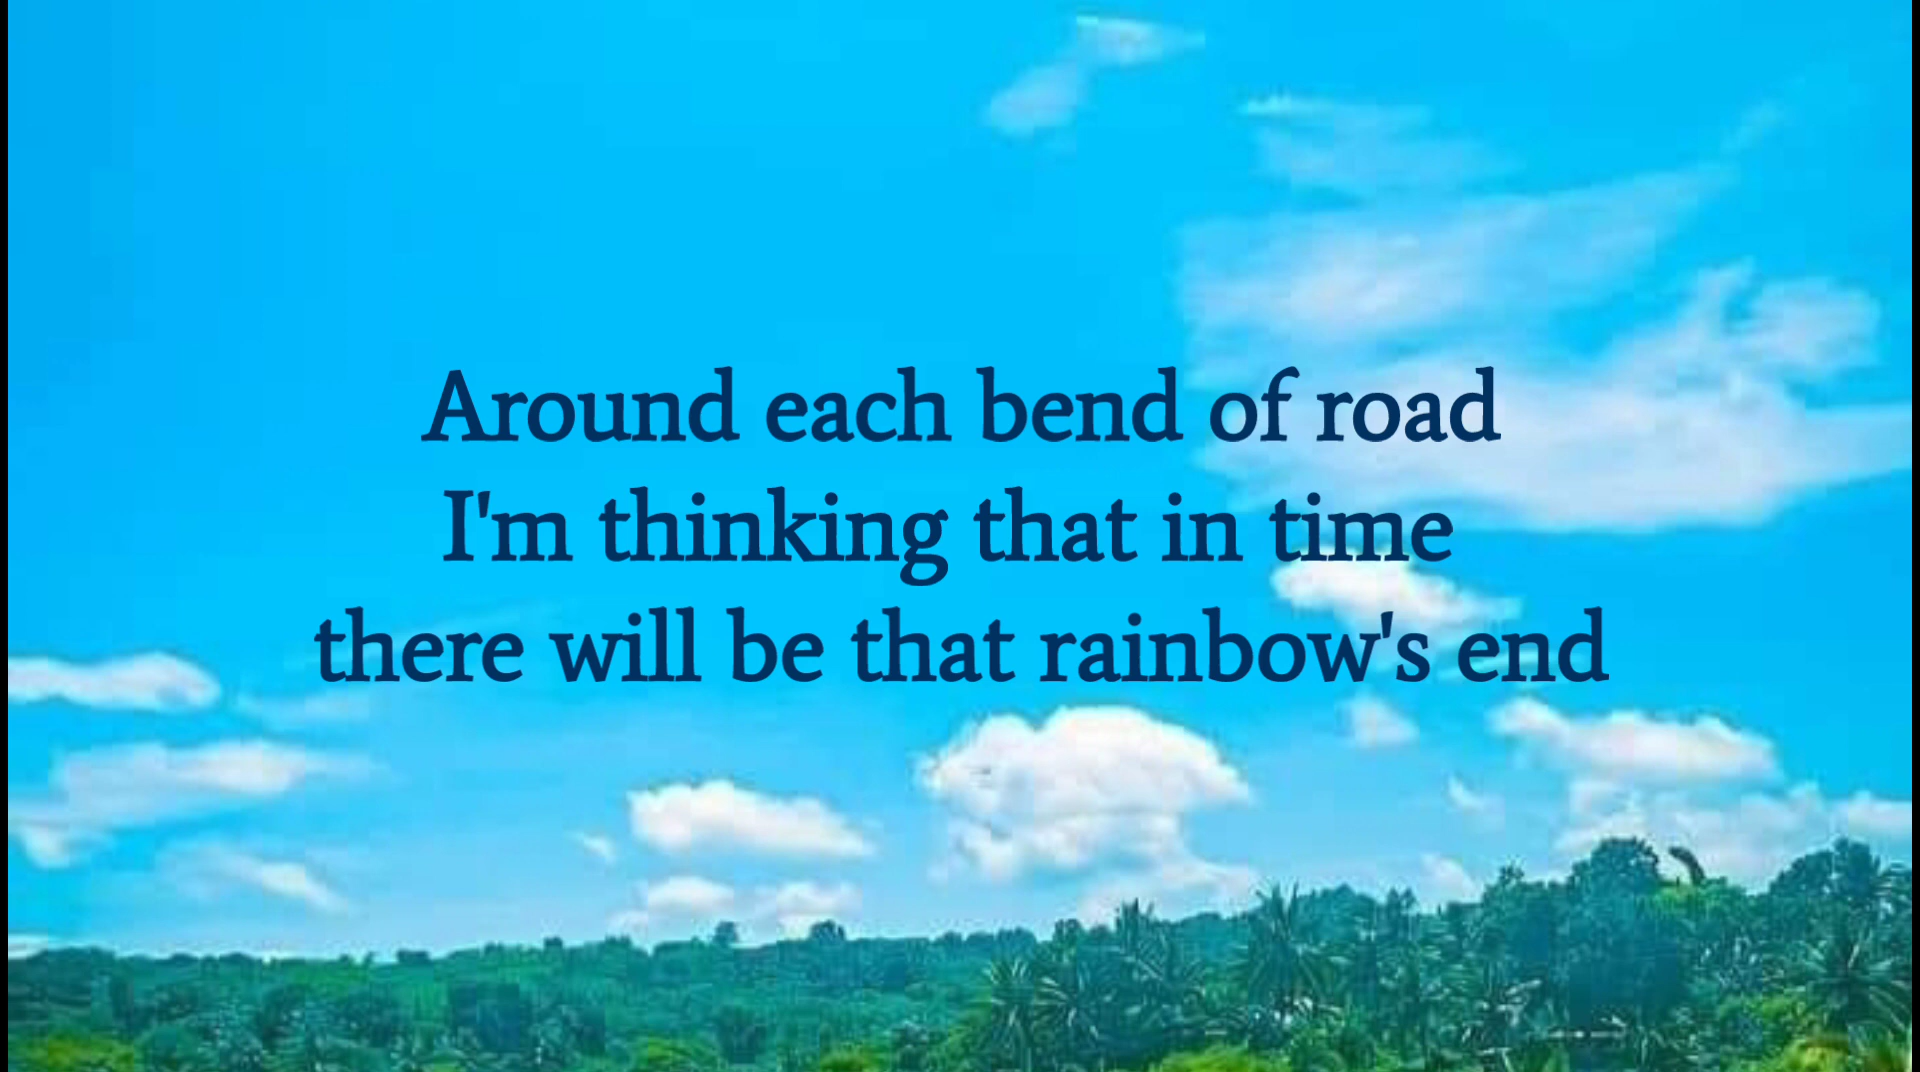 Around each bend of road
I'm thinking that in time
there will be that rainbow's end